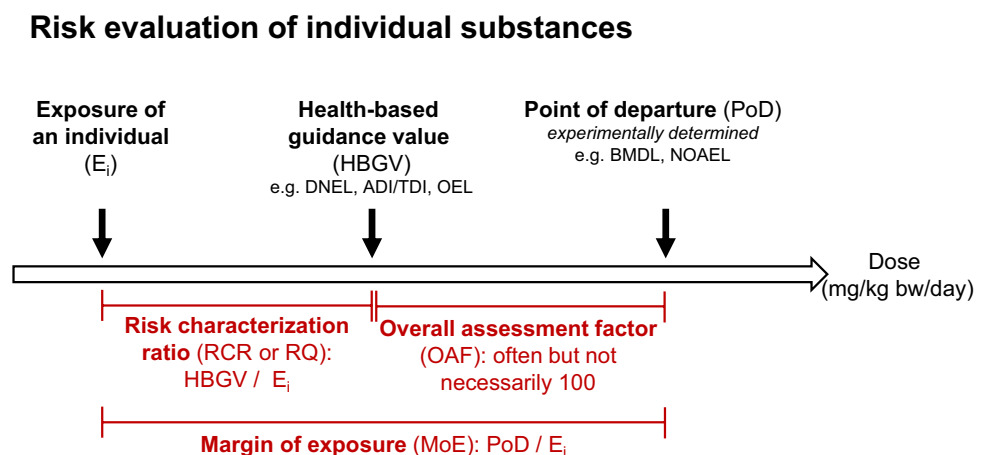 Risk evaluation of individual substances
Exposure of
an individual
(Ei)
Health-based
guidance value
(HBGV)
e.g. DNEL, ADI/TDI, OEL
Point of departure (PoD)
experimentally determined
e.g. BMDL, NOAEL
Dose
(mg/kg bw/day)
Risk characterization
ratio (RCR or RQ):
HBGV / Ei
Overall assessment factor
(OAF): often but not
necessarily 100
Margin of exposure (MoE): PoD / Ei